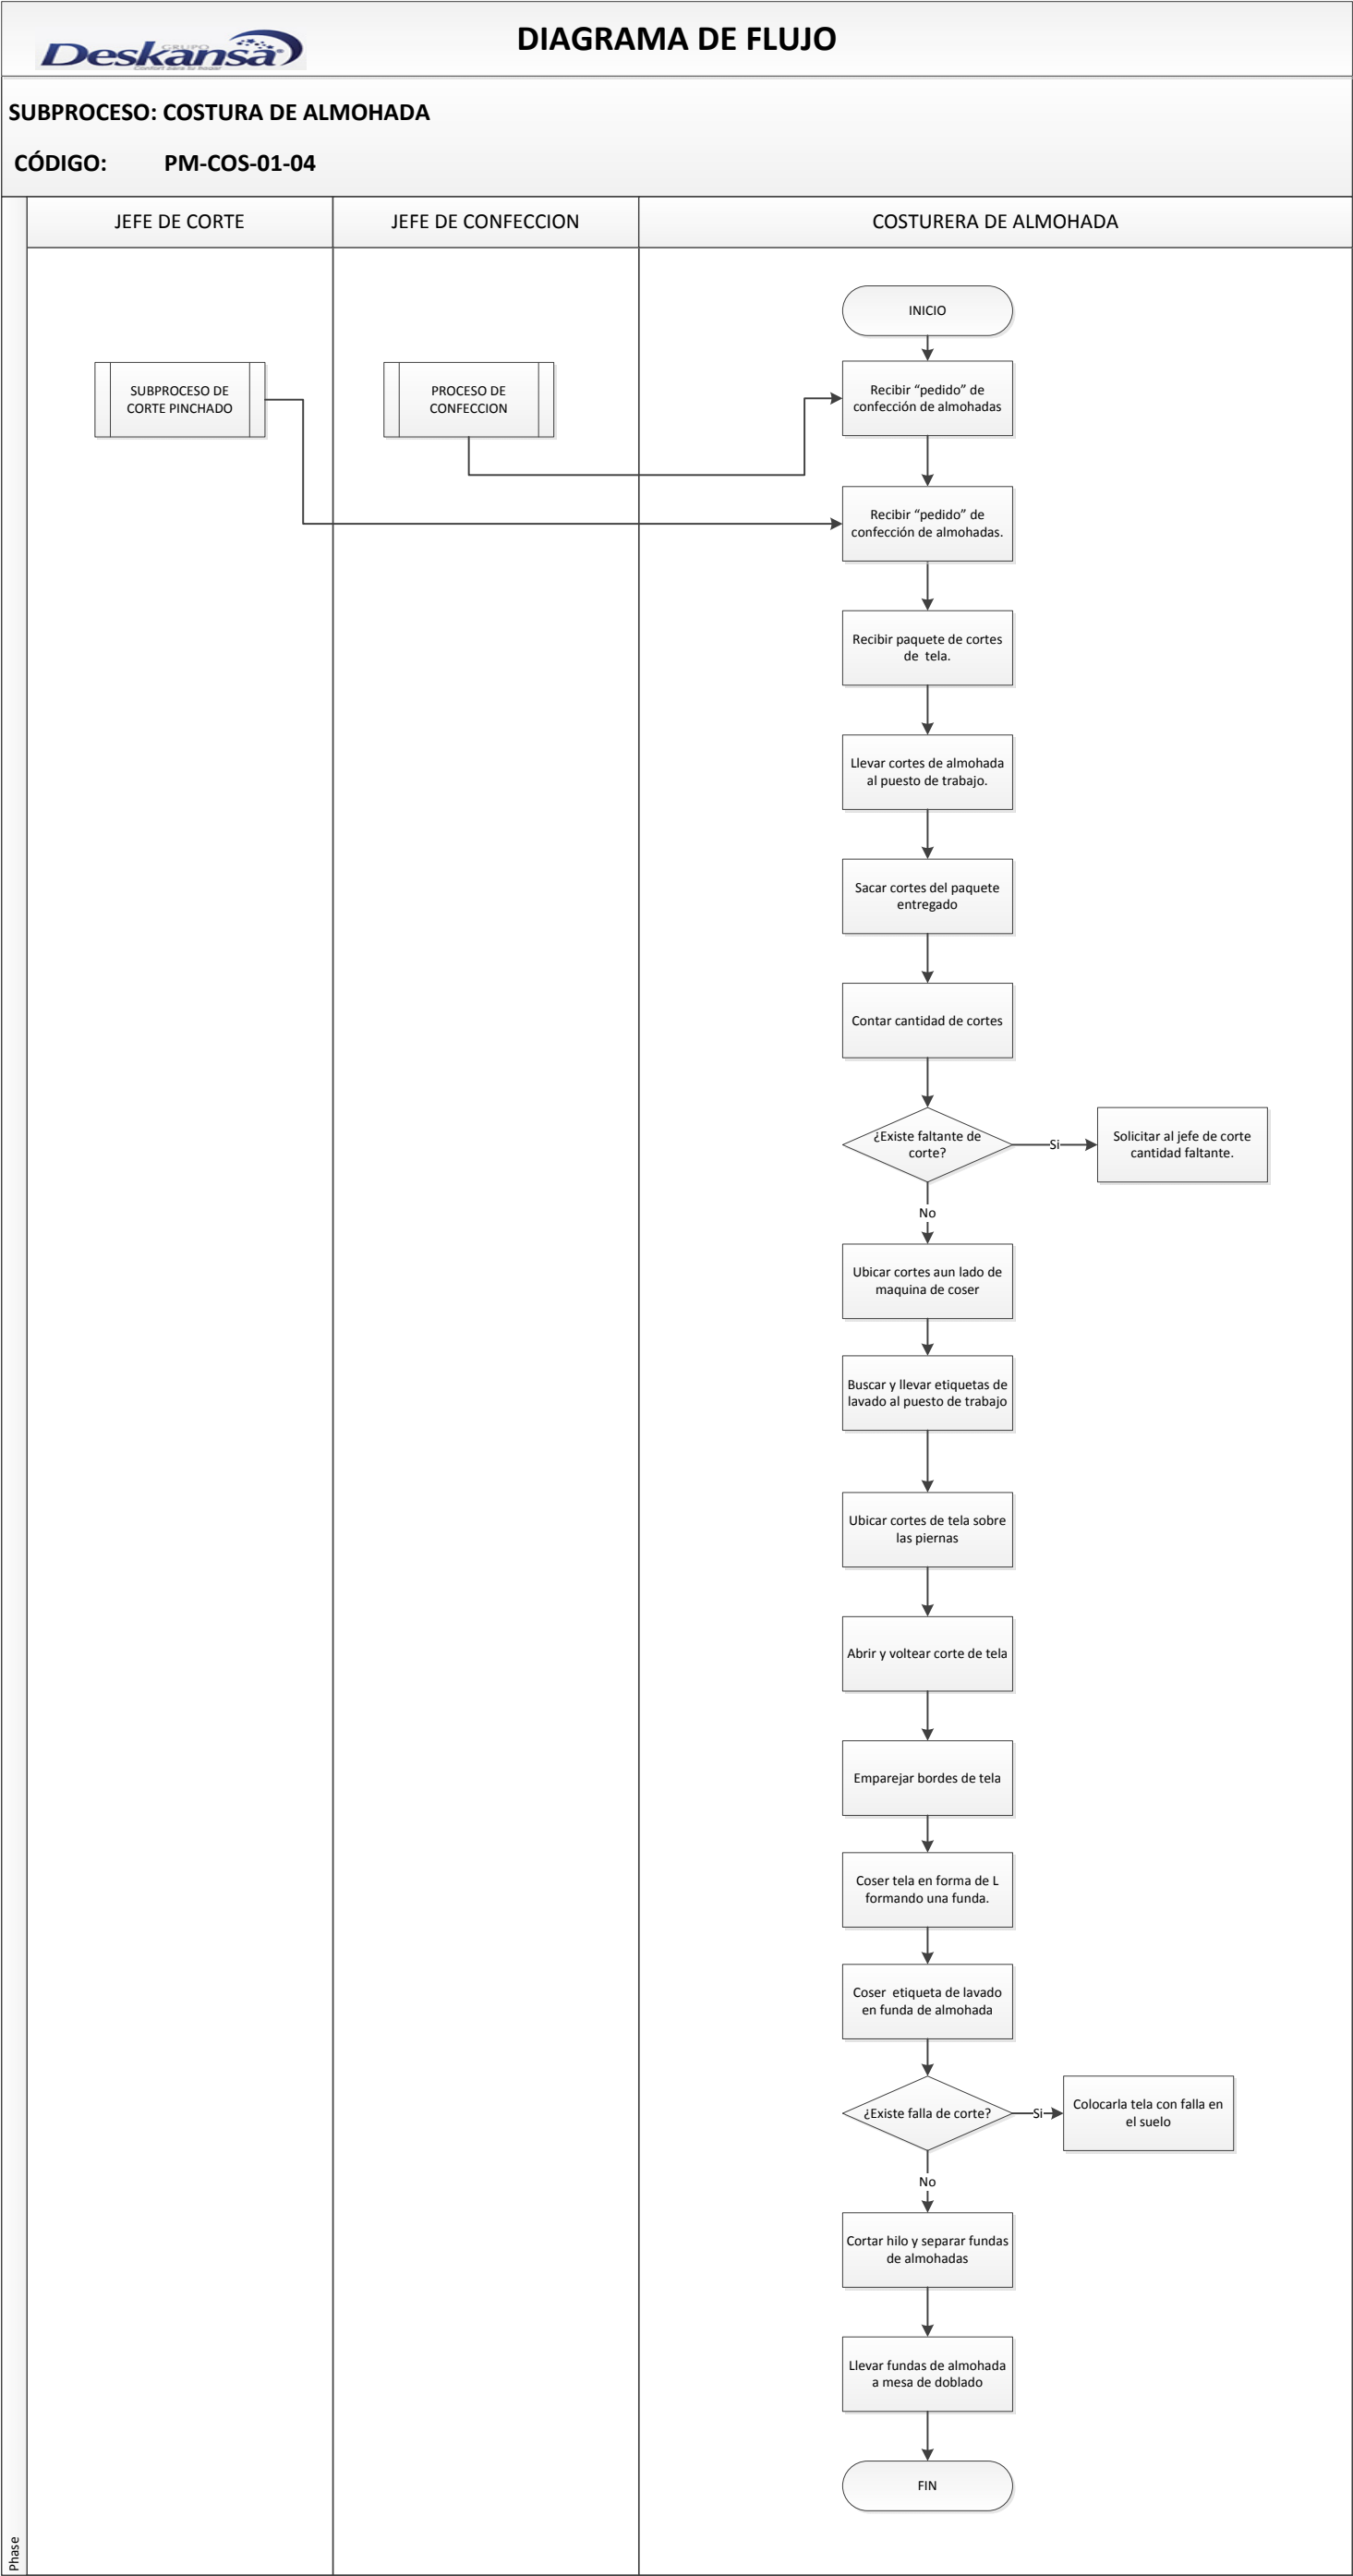 GRUPO
Deskansa
Confort para tu hogar
DIAGRAMA DE FLUJO
SUBPROCESO: COSTURA DE ALMOHADA
CÓDIGO: PM-COS-01-04
JEFE DE CORTE
JEFE DE CONFECCION
COSTURERA DE ALMOHADA
INICIO
SUBPROCESO DE
CORTE PINCHADO
PROCESO DE
CONFECCION
Recibir “pedido” de
confección de almohadas
Recibir “pedido” de
confección de almohadas.
Recibir paquete de cortes
de tela.
Llevar cortes de almohada
al puesto de trabajo.
Sacar cortes del paquete
entregado
Contar cantidad de cortes
¿Existe faltante de
corte?
Si
Solicitar al jefe de corte
cantidad faltante.
No
Ubicar cortes aun lado de
maquina de coser
Buscar y llevar etiquetas de
lavado al puesto de trabajo
Ubicar cortes de tela sobre
las piernas
Abrir y voltear corte de tela
Emparejar bordes de tela
Coser tela en forma de L
formando una funda.
Coser etiqueta de lavado
en funda de almohada
¿Existe falla de corte?
Si
Colocarla tela con falla en
el suelo
No
Cortar hilo y separar fundas
de almohadas
Llevar fundas de almohada
a mesa de doblado
FIN
Phase